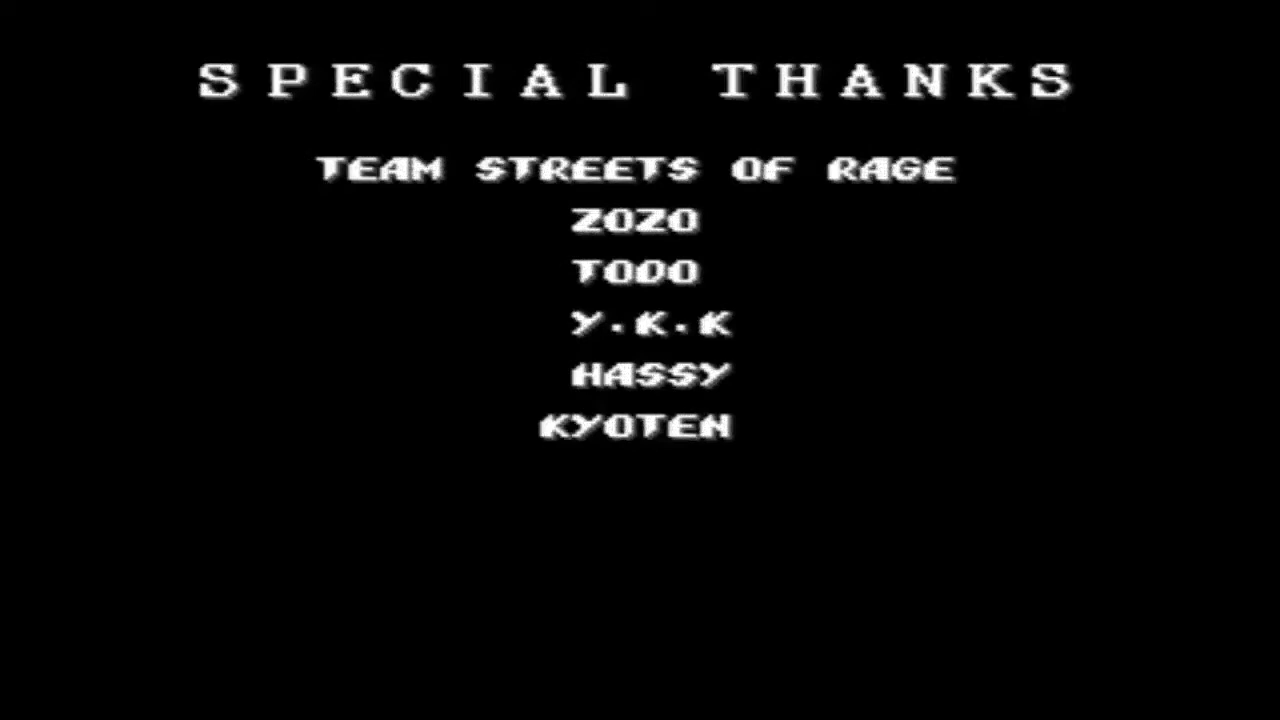 SPECIAL THANKS
TEAM STREETS OF RAGE
ZOZO
TODO
Y.K.K
HASSY
KYOTEN